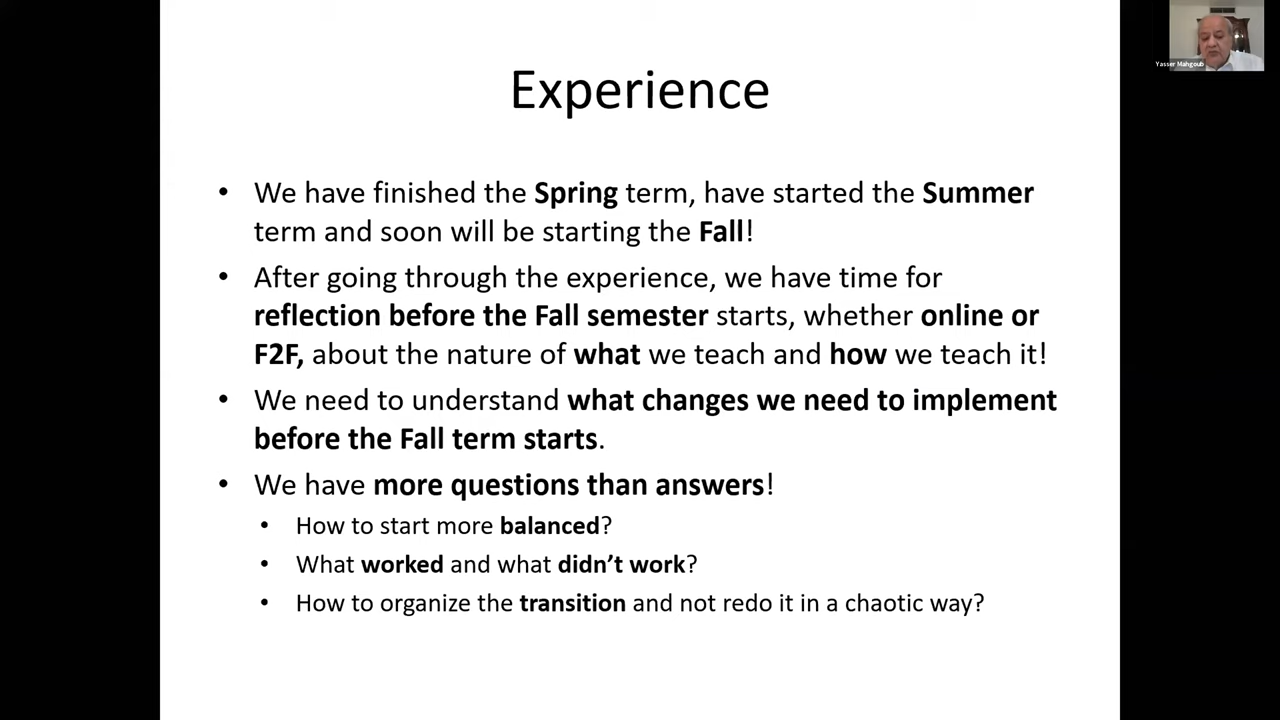 Experience
• We have finished the Spring term, have started the Summer
term and soon will be starting the Fall!
• After going through the experience, we have time for
reflection before the Fall semester starts, whether online or
F2F, about the nature of what we teach and how we teach it!
• We need to understand what changes we need to implement
before the Fall term starts.
• We have more questions than answers!
• How to start more balanced?
• What worked and what didn’t work?
• How to organize the transition and not redo it in a chaotic way?
Yasser Mahgoub